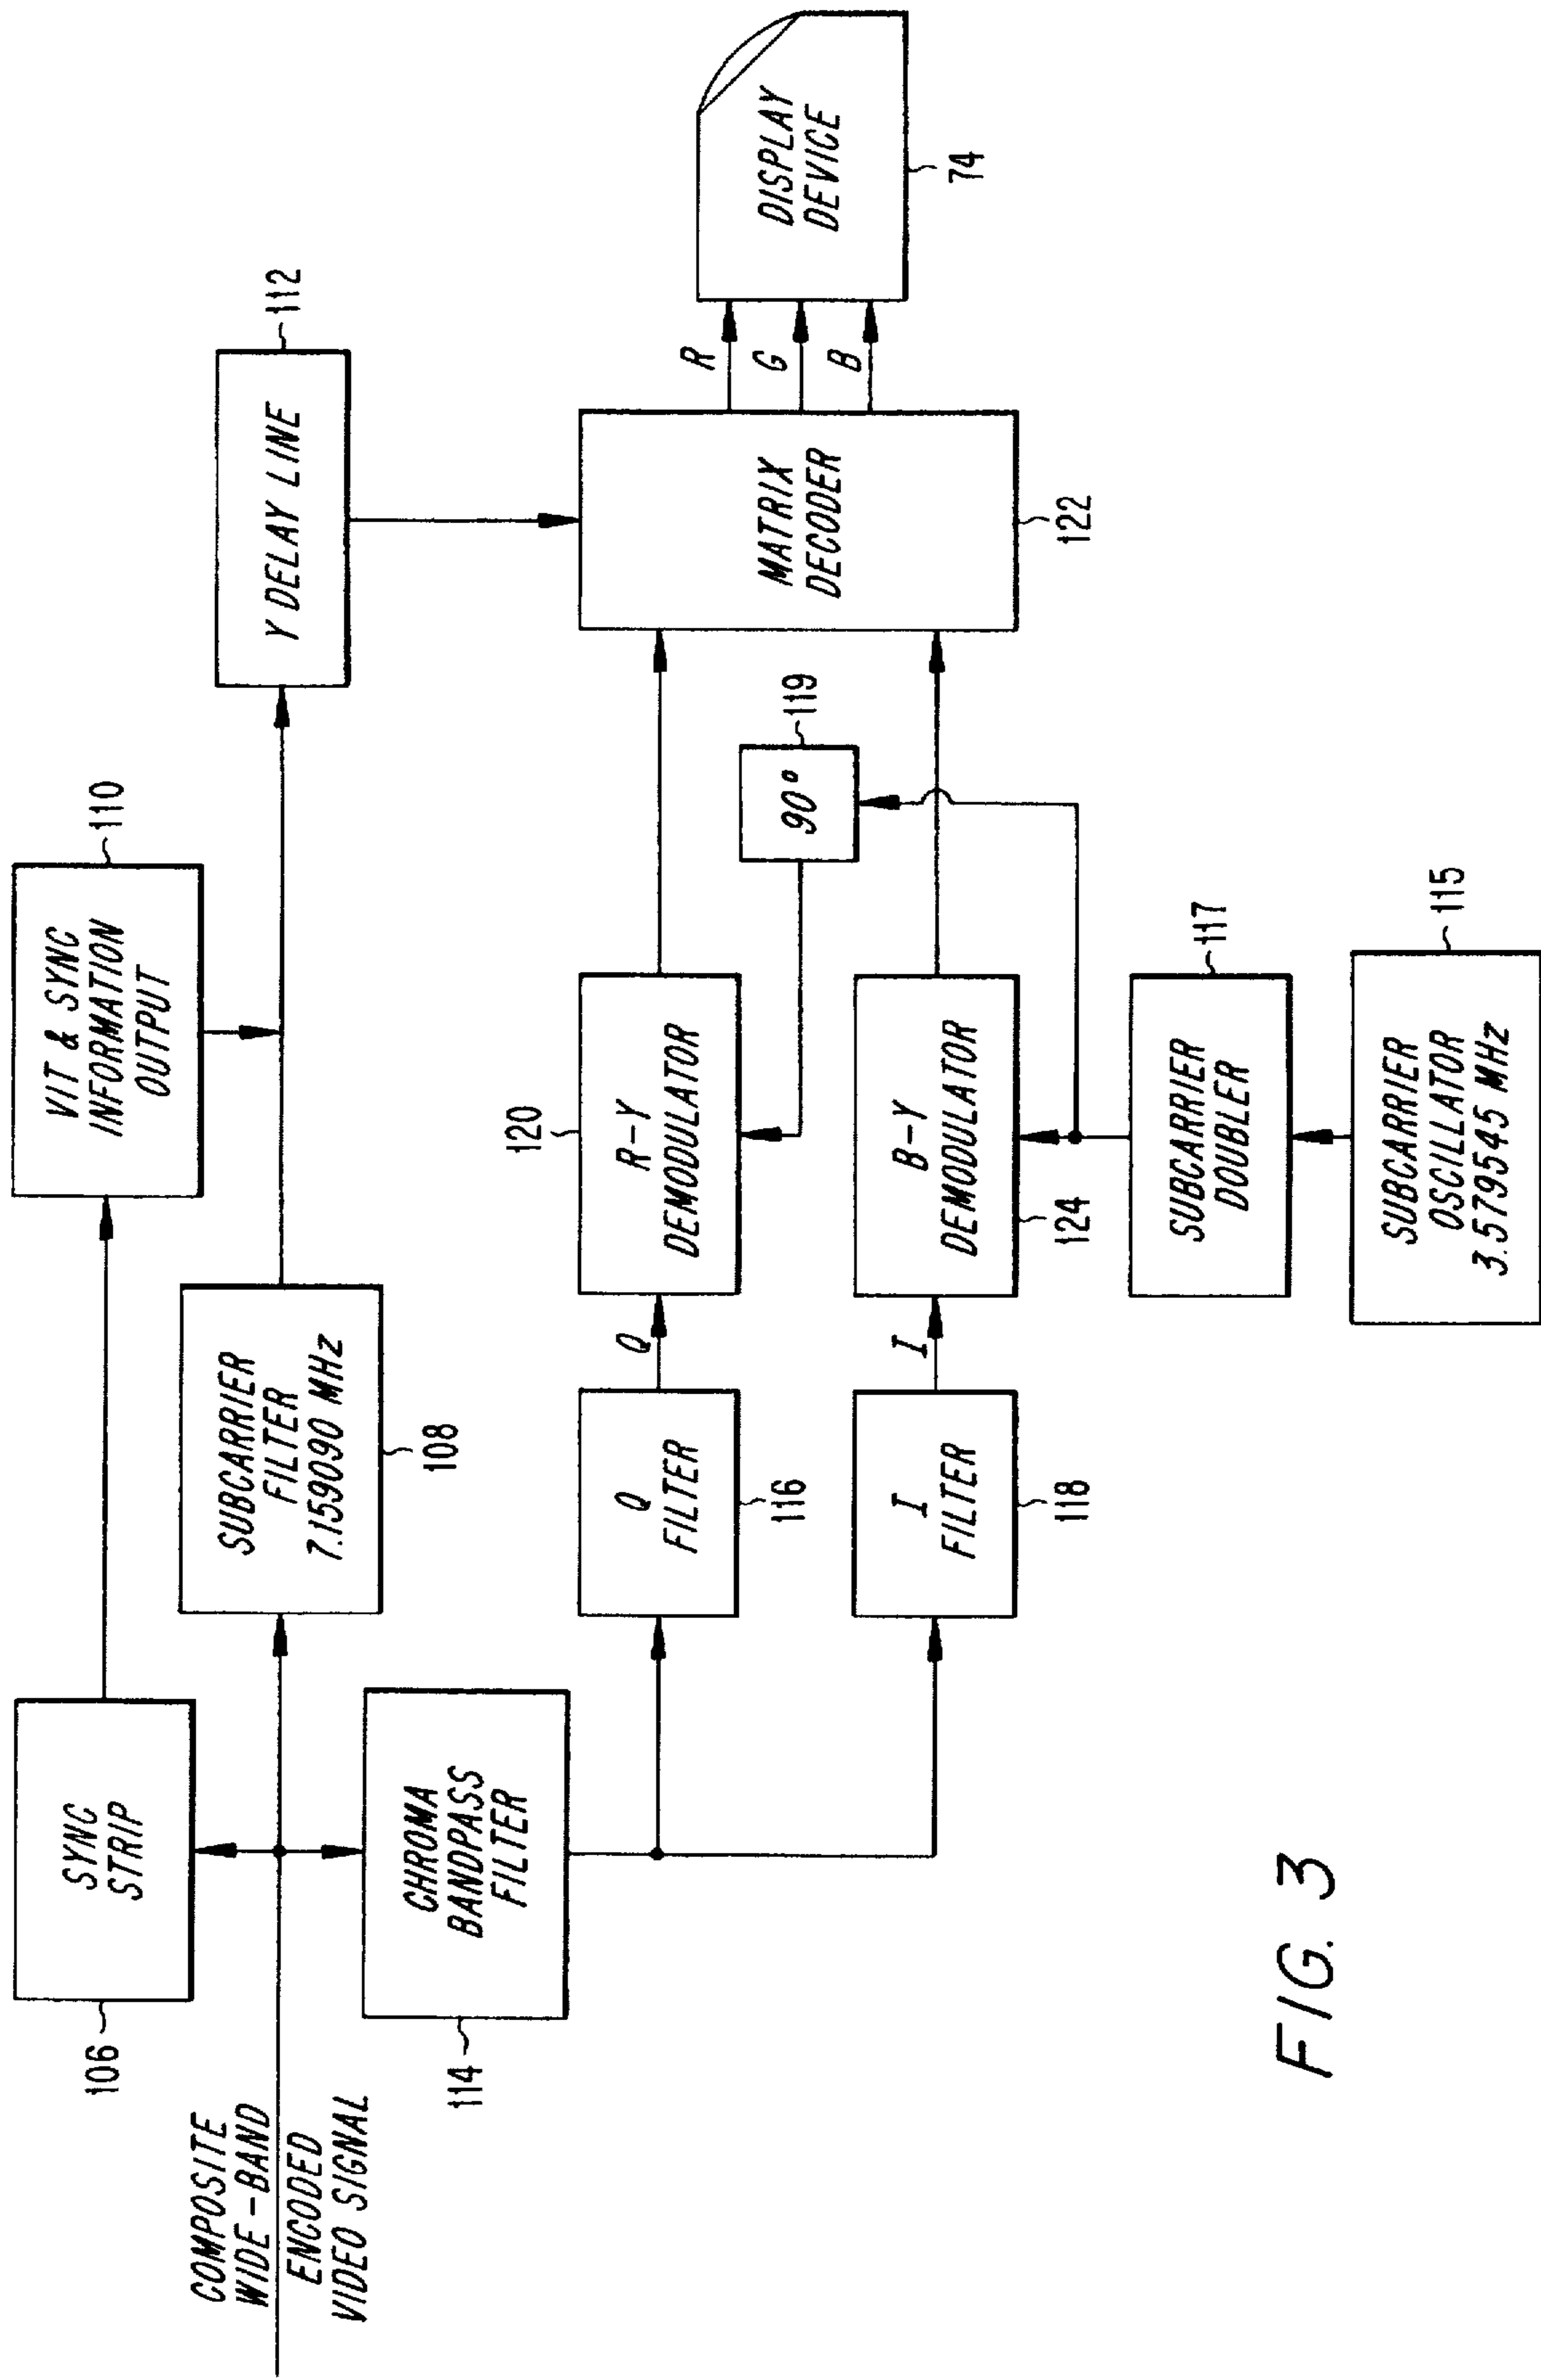 COMPOSITE
WIDE-BAND
ENCODED
VIDEO SIGNAL
106
SYNC
STRIP
VIT & SYNC
INFORMATION
OUTPUT
110
SUBCARRIER
FILTER
7.159090 MHz
108
Y DELAY LINE
112
114
CHROMA
BANDPASS
FILTER
Q
FILTER
116
Q
120
R-Y
DEMODULATOR
90°
119
I
FILTER
118
I
B-Y
DEMODULATOR
124
MATRIX
DECODER
122
R
G
B
DISPLAY
DEVICE
74
SUBCARRIER
DOUBLER
117
SUBCARRIER
OSCILLATOR
3.579545 MHz
115
FIG. 3